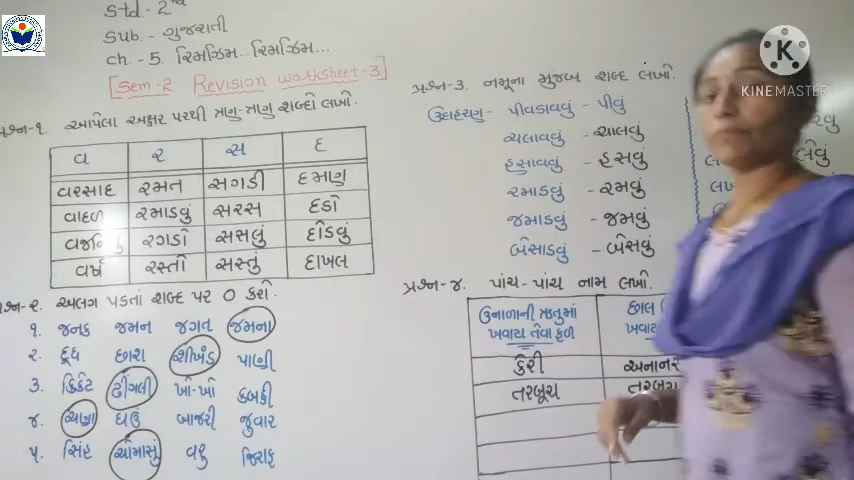 Std.- 2nd
Sub.- ગુજરાતી
ch.- 5. રિમઝિમ...રિમઝિમ...
[Sem-2 Revision worksheet-3]
પ્રશ્ન-૧. આપેલા અક્ષર પરથી ત્રણ-ત્રણ શબ્દો લખો.
વ ર સ દ
વરસાદ રમત સગડી દમાણ
વાદળ રમાડવું સરસ દડો
રગડો સસલું દોડવું
વર્ષ રસ્તો સસ્તું દાખલ
પ્રશ્ન-૨. અલગ પડતાં શબ્દ પર O કરો.
૧. જનક જમન જગત જમના
૨. દૂધ છાશ શીખંડ પાણી
૩. ક્રિકેટ ઢીંગલી ખો-ખો કબડ્ડી
૪. ચણા ઘઉં બાજરી જુવાર
૫. સિંહ ચોમાસું વરુ જિરાફ
પ્રશ્ન-૩. નમૂના મુજબ શબ્દ લખો.
ઉદાહરણ- પીવડાવવું - પીવું
ચલાવવું - ચાલવું
હસાવવું - હસવું
રમાડવું - રમવું
જમાડવું - જમવું
બેસાડવું - બેસવું
પ્રશ્ન-૪. પાંચ-પાંચ નામ લખો.
ઉનાળાની ઋતુમાં ખવાય તેવા ફળ
છાલ
કેરી
તરબૂચ
KINEMASTER